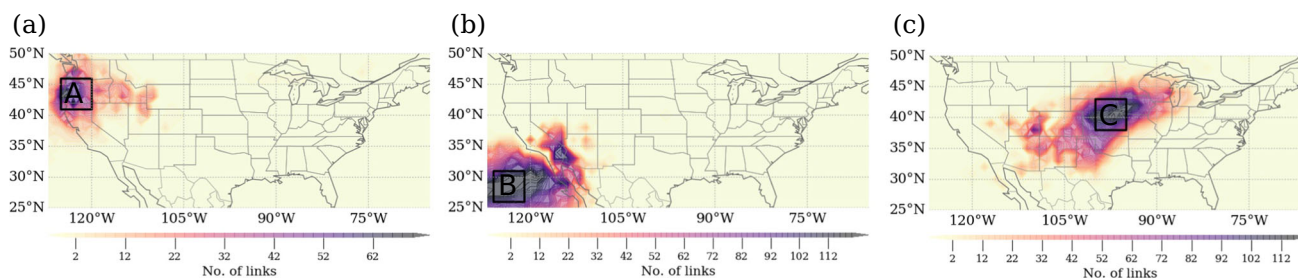 (a) (b) (c)
50°N 50°N 50°N
45°N 45°N 45°N
A
40°N 40°N 40°N
C
35°N 35°N 35°N
30°N 30°N 30°N
B
25°N 25°N 25°N
120°W 105°W 90°W 75°W 120°W 105°W 90°W 75°W 120°W 105°W 90°W 75°W
2 12 22 32 42 52 62 2 12 22 32 42 52 62 72 82 92 102 112 2 12 22 32 42 52 62 72 82 92 102 112
No. of links No. of links No. of links